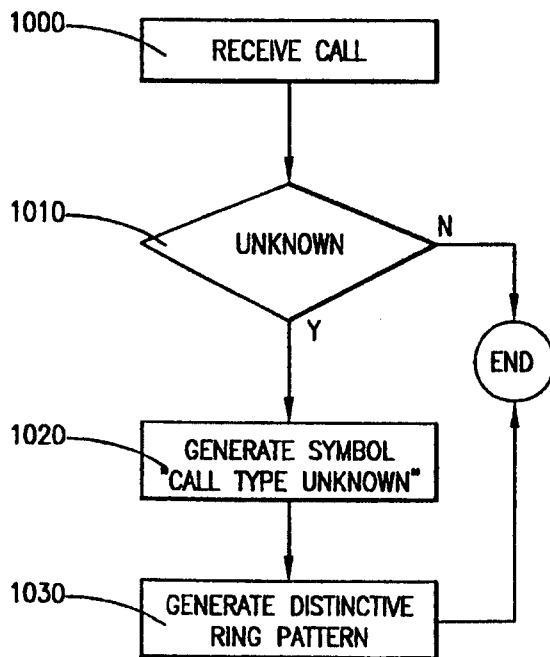 1000
RECEIVE CALL
1010
UNKNOWN
N
Y
END
1020
GENERATE SYMBOL
"CALL TYPE UNKNOWN"
1030
GENERATE DISTINCTIVE
RING PATTERN